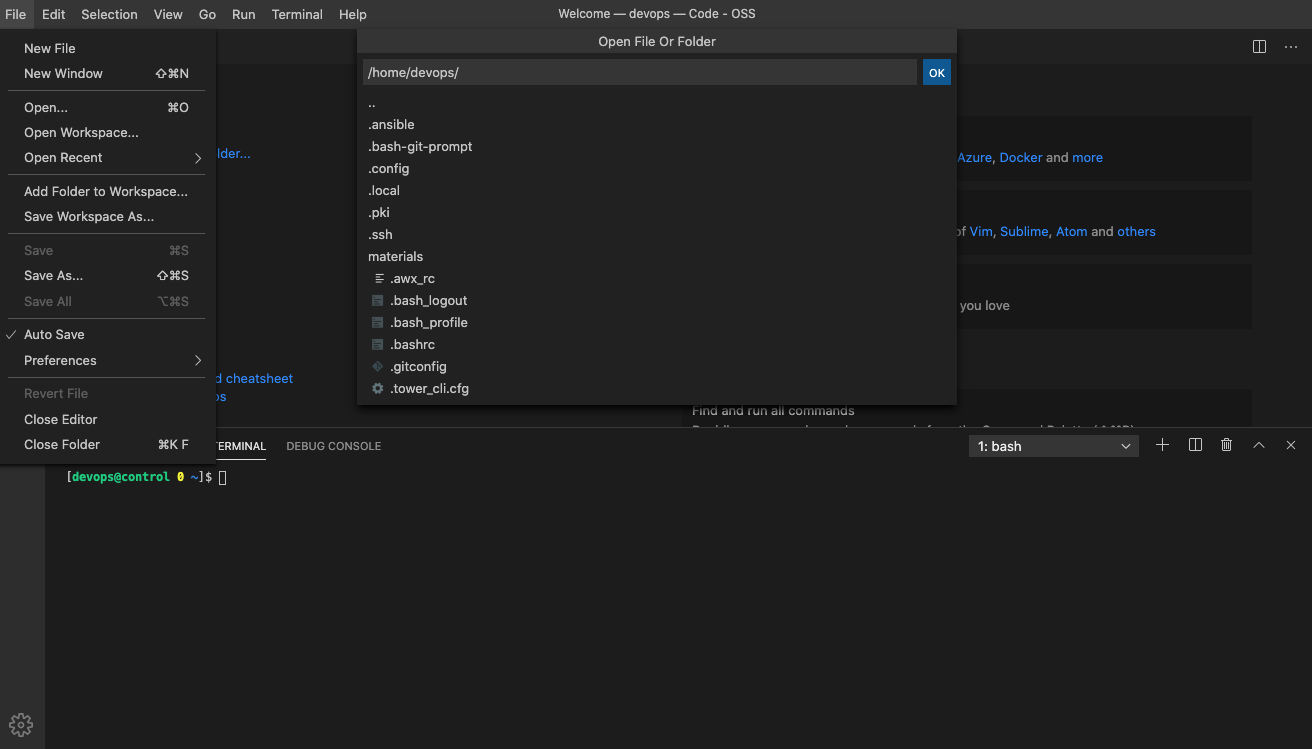 File Edit Selection View Go Run Terminal Help
Welcome — devops — Code - OSS
New File
New Window ⇧⌘N
Open... ⌘O
Open Workspace...
Open Recent
Add Folder to Workspace...
Save Workspace As...
Save ⌘S
Save As... ⇧⌘S
Save All ⌥⌘S
Auto Save
Preferences
Revert File
Close Editor
Close Folder ⌘K F
Open File Or Folder
/home/devops/
OK
..
.ansible
.bash-git-prompt
.config
.local
.pki
.ssh
materials
.awx_rc
.bash_logout
.bash_profile
.bashrc
.gitconfig
.tower_cli.cfg
Azure, Docker and more
of Vim, Sublime, Atom and others
you love
cheatsheet
Find and run all commands
TERMINAL DEBUG CONSOLE
1: bash
[devops@control 0 ~]$